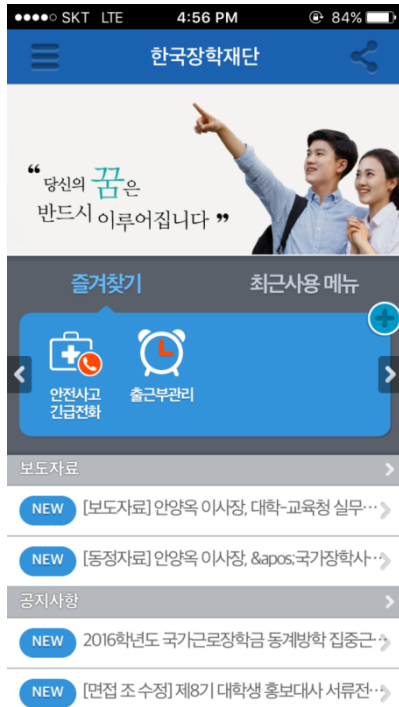 SKT LTE 4:56 PM 84%
한국장학재단
“당신의 꿈은
반드시 이루어집니다 ”
즐겨찾기 최근사용 메뉴
안전사고 출근부관리
긴급전화
보도자료
NEW [보도자료] 안양옥 이사장, 대학-교육청 실무…
NEW [동정자료] 안양옥 이사장, &apos;국가장학사…
공지사항
NEW 2016학년도 국가근로장학금 동계방학 집중근…
NEW [면접 조 수정] 제8기 대학생 홍보대사 서류전…